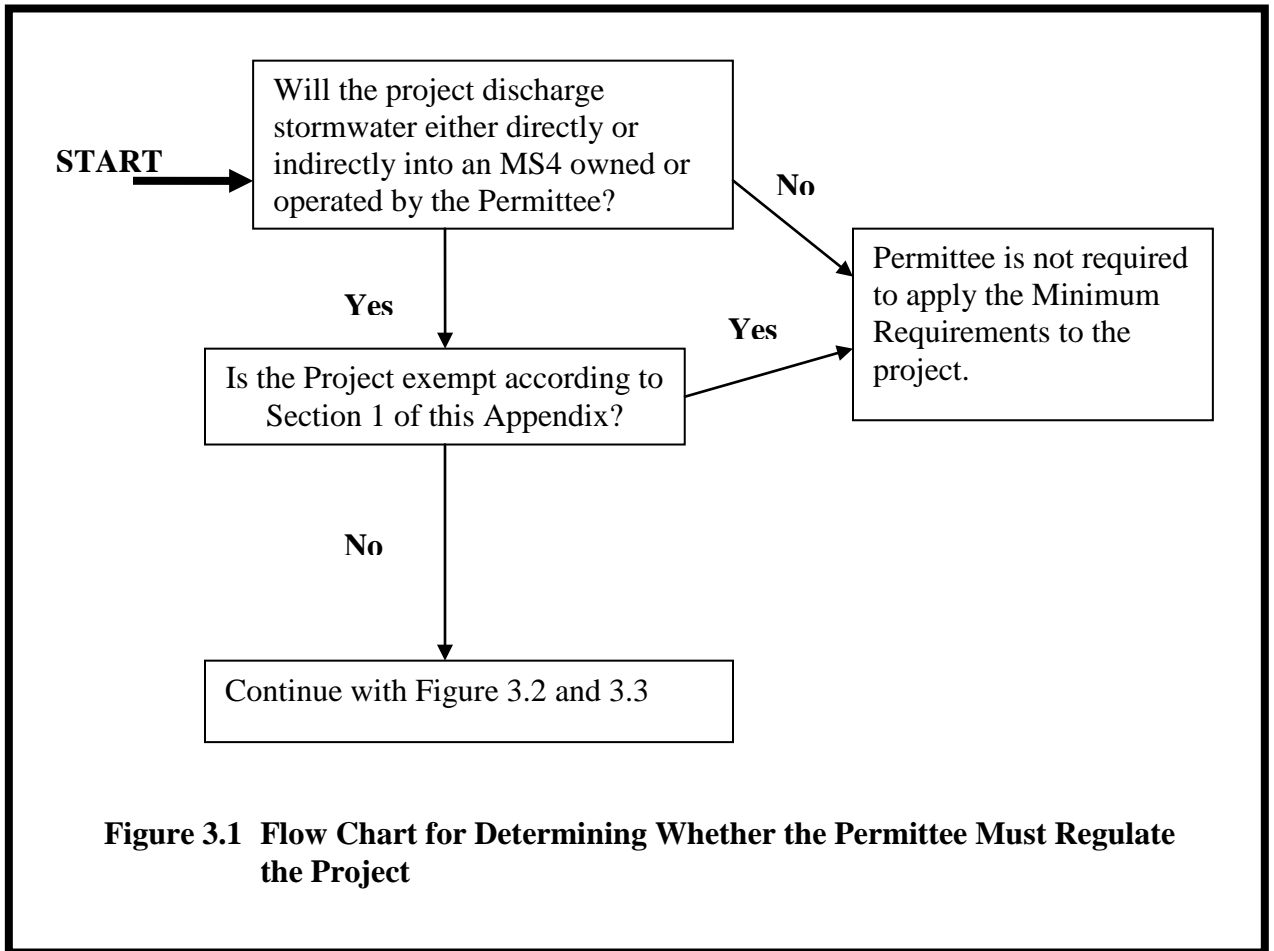 Will the project discharge
stormwater either directly or
indirectly into an MS4 owned or
operated by the Permittee?
START
No
Permittee is not required
to apply the Minimum
Requirements to the
project.
Yes
Yes
Is the Project exempt according to
Section 1 of this Appendix?
No
Continue with Figure 3.2 and 3.3
Figure 3.1 Flow Chart for Determining Whether the Permittee Must Regulate
the Project